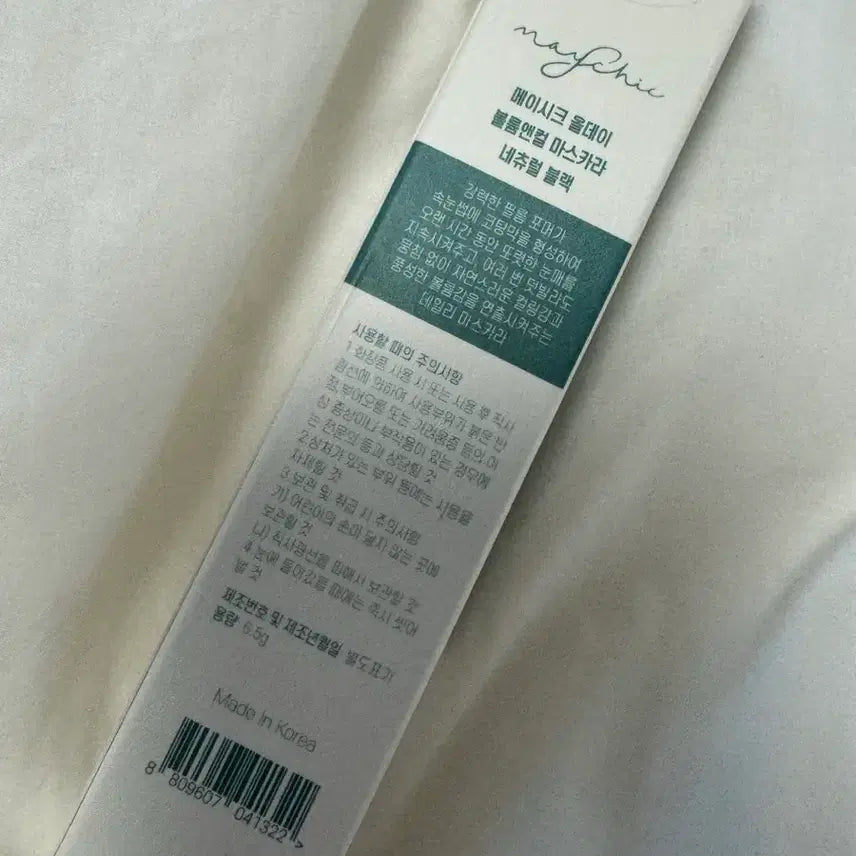 maychic
메이시크 올데이
볼륨앤컬 마스카라
네츄럴 블랙
강력한 필름 포머가
속눈썹에 코팅막을 형성하여
오랜 시간 동안 또렷한 눈매를
지속시켜주고, 여러 번 덧발라도
뭉침 없이 자연스러운 컬링감과
풍성한 볼륨감을 연출시켜주는
데일리 마스카라
사용할 때의 주의사항
1.화장품 사용 시 또는 사용 후 직사
광선에 의하여 사용부위가 붉은 반
점,부어오름 또는 가려움증 등의 이
상 증상이나 부작용이 있는 경우에
는 전문의 등과 상담할 것
2.상처가 있는 부위 등에는 사용을
자제할 것
3.보관 및 취급 시 주의사항
가) 어린이의 손이 닿지 않는 곳에
보관할 것
나) 직사광선을 피해서 보관할 것
4.눈에 들어갔을 때에는 즉시 씻어
낼 것
제조번호 및 제조년월일 별도표기
용량 6.5g
Made In Korea
8 809607 041322